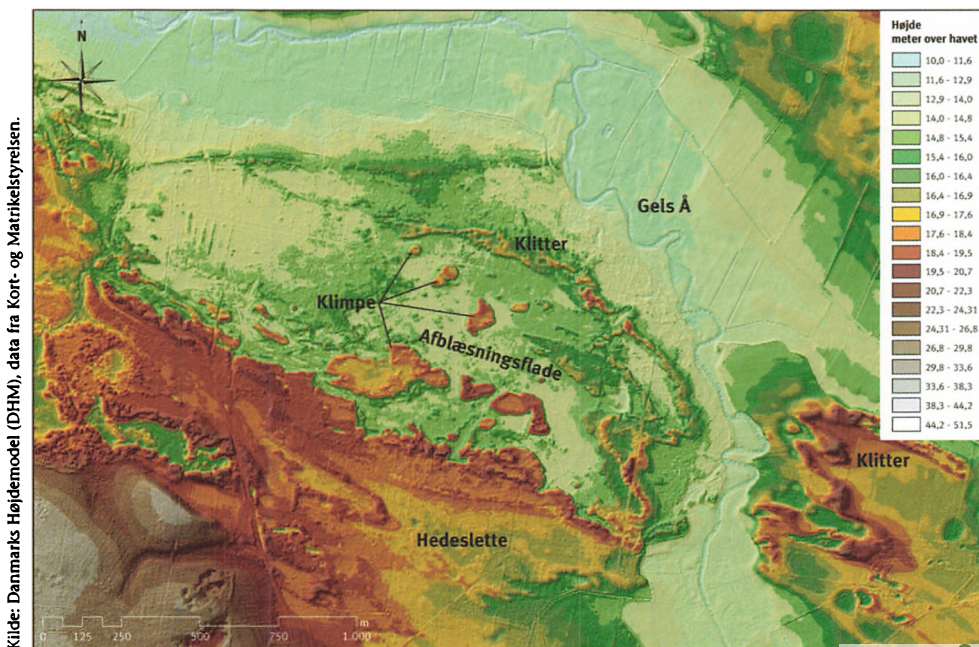 Kilde: Danmarks Højdemodel (DHM), data fra Kort- og Matrikelstyrelsen.
N
Gels Å
Klitter
Klimpe
Afblæsningsflade
Klitter
Hedeslette
m
0 125 250 500 750 1.000
Højde
meter over havet
10,0 - 11,6
11,6 - 12,9
12,9 - 14,0
14,0 - 14,8
14,8 - 15,4
15,4 - 16,0
16,0 - 16,4
16,4 - 16,9
16,9 - 17,6
17,6 - 18,4
18,4 - 19,5
19,5 - 20,7
20,7 - 22,3
22,3 - 24,31
24,31 - 26,8
26,8 - 29,8
29,8 - 33,6
33,6 - 38,2
38,3 - 44,2
44,2 - 51,5